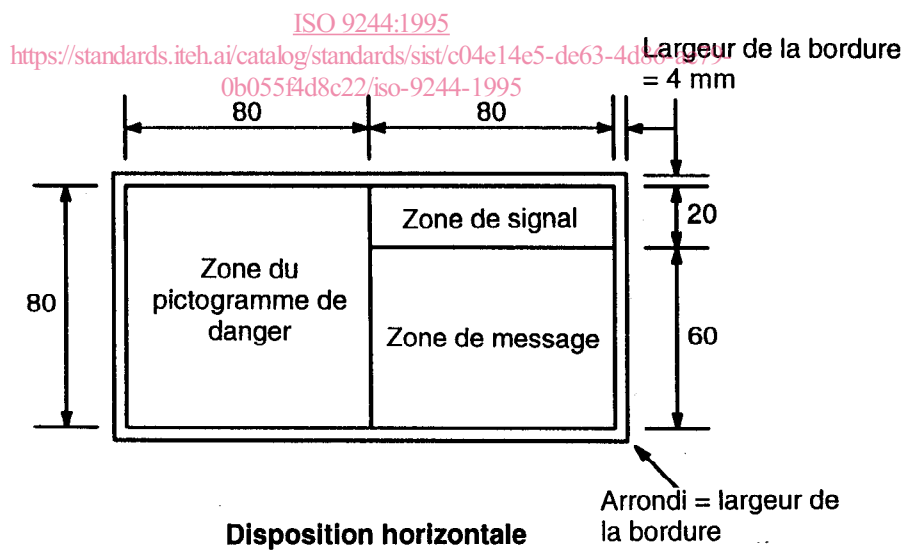 ISO 9244:1995
https://standards.iteh.ai/catalog/standards/sist/c04e14e5-de63-4d86-ae79-
0b055f4d8c22/iso-9244-1995
Largeur de la bordure
= 4 mm
80
80
Zone de signal
20
Zone du
pictogramme de
danger
80
Zone de message
60
Arrondi = largeur de
la bordure
Disposition horizontale